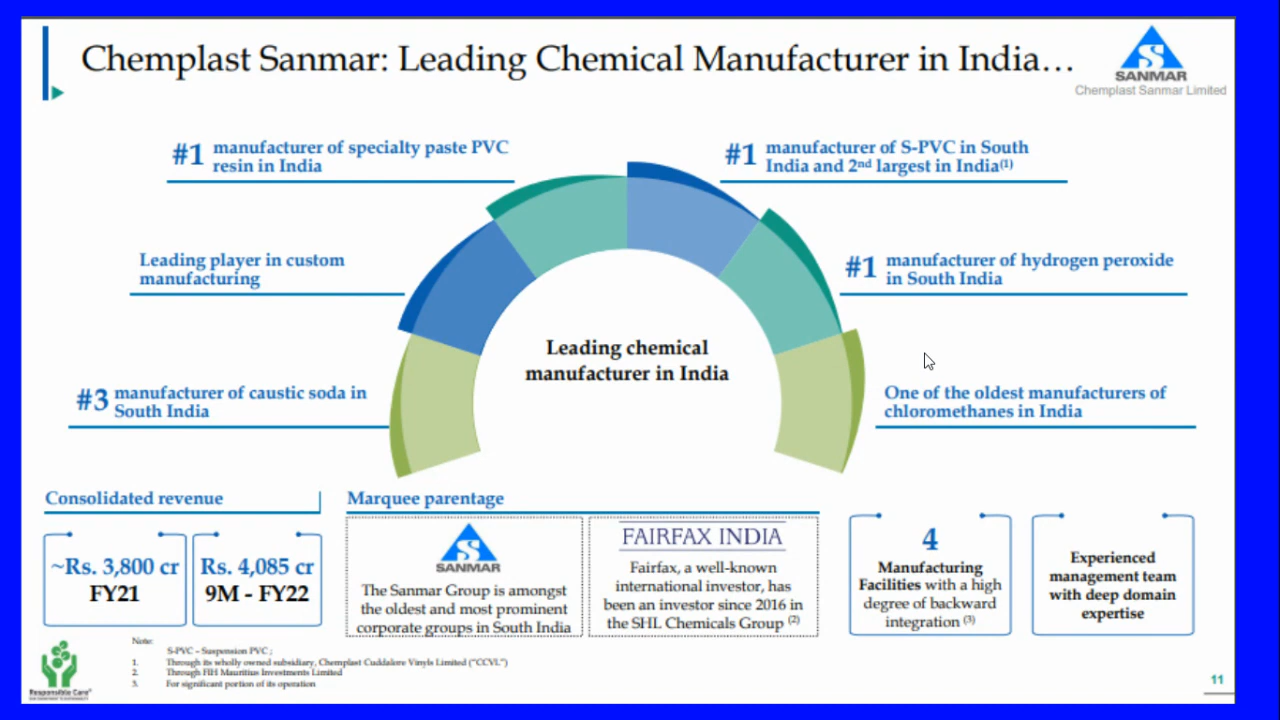 Chemplast Sanmar: Leading Chemical Manufacturer in India…
SANMAR
Chemplast Sanmar Limited
#1 manufacturer of specialty paste PVC
resin in India
#1 manufacturer of S-PVC in South
India and 2nd largest in India(1)
Leading player in custom
manufacturing
#1 manufacturer of hydrogen peroxide
in South India
Leading chemical
manufacturer in India
#3 manufacturer of caustic soda in
South India
One of the oldest manufacturers of
chloromethanes in India
Consolidated revenue
~Rs. 3,800 cr
FY21
Rs. 4,085 cr
9M - FY22
Marquee parentage
SANMAR
The Sanmar Group is amongst
the oldest and most prominent
corporate groups in South India
FAIRFAX INDIA
Fairfax, a well-known
international investor, has
been an investor since 2016 in
the SHL Chemicals Group (2)
4
Manufacturing
Facilities with a high
degree of backward
integration (3)
Experienced
management team
with deep domain
expertise
Responsible Care®
Note:
S-PVC – Suspension PVC ;
1. Through its wholly owned subsidiary, Chemplast Cuddalore Vinyls Limited ("CCVL")
2. Through FIH Mauritius Investments Limited
3. For significant portion of its operation
11